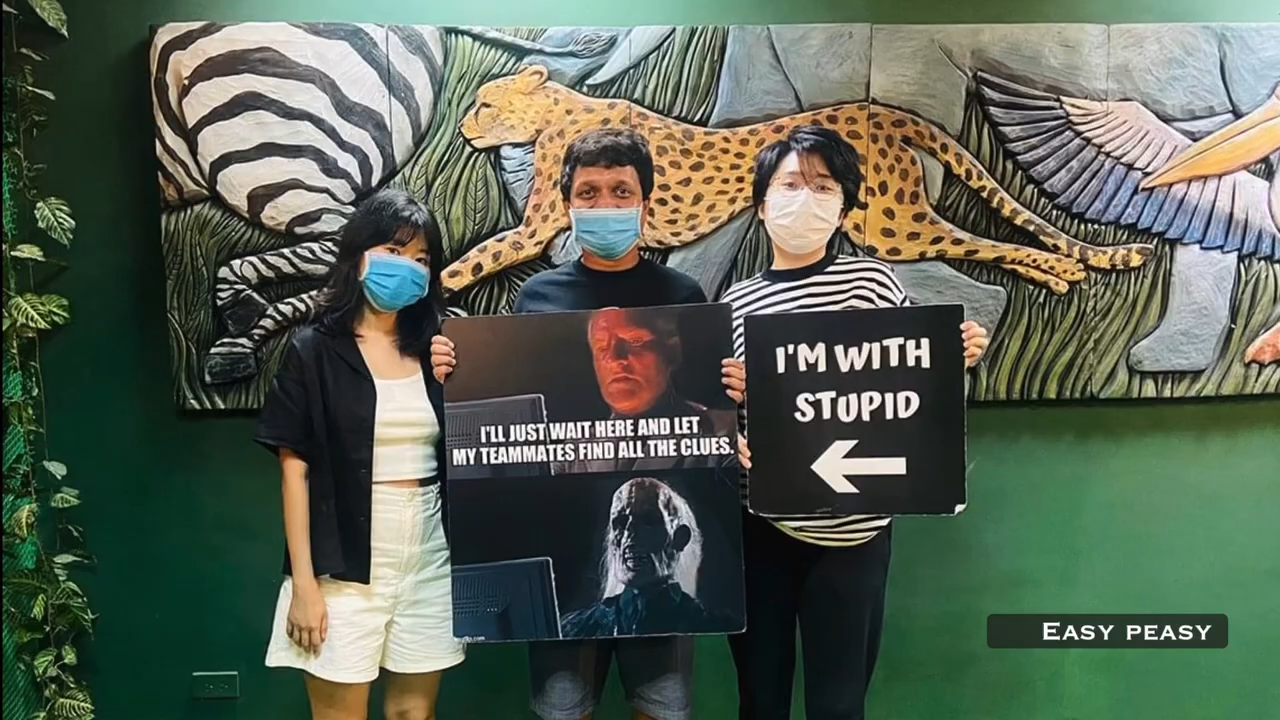 I'LL JUST WAIT HERE AND LET
MY TEAMMATES FIND ALL THE CLUES.
I'M WITH
STUPID
EASY PEASY